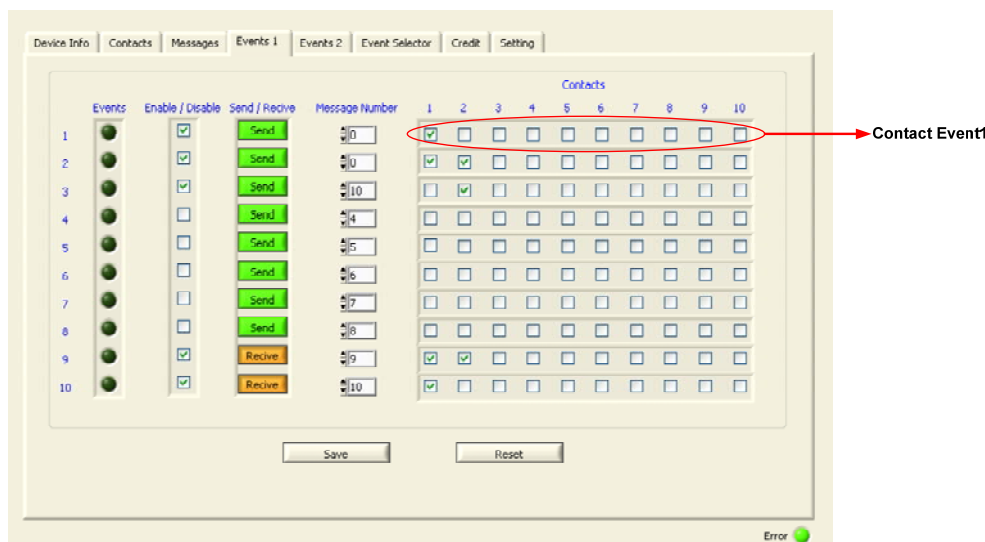 Device Info Contacts Messages Events 1 Events 2 Event Selector Credit Setting
Contacts
Events Enable / Disable Send / Recive Message Number 1 2 3 4 5 6 7 8 9 10
1 Send 0 Contact Event1
2 Send 0
3 Send 10
4 Send 4
5 Send 5
6 Send 6
7 Send 7
8 Send 8
9 Recive 9
10 Recive 10
Save Reset
Error